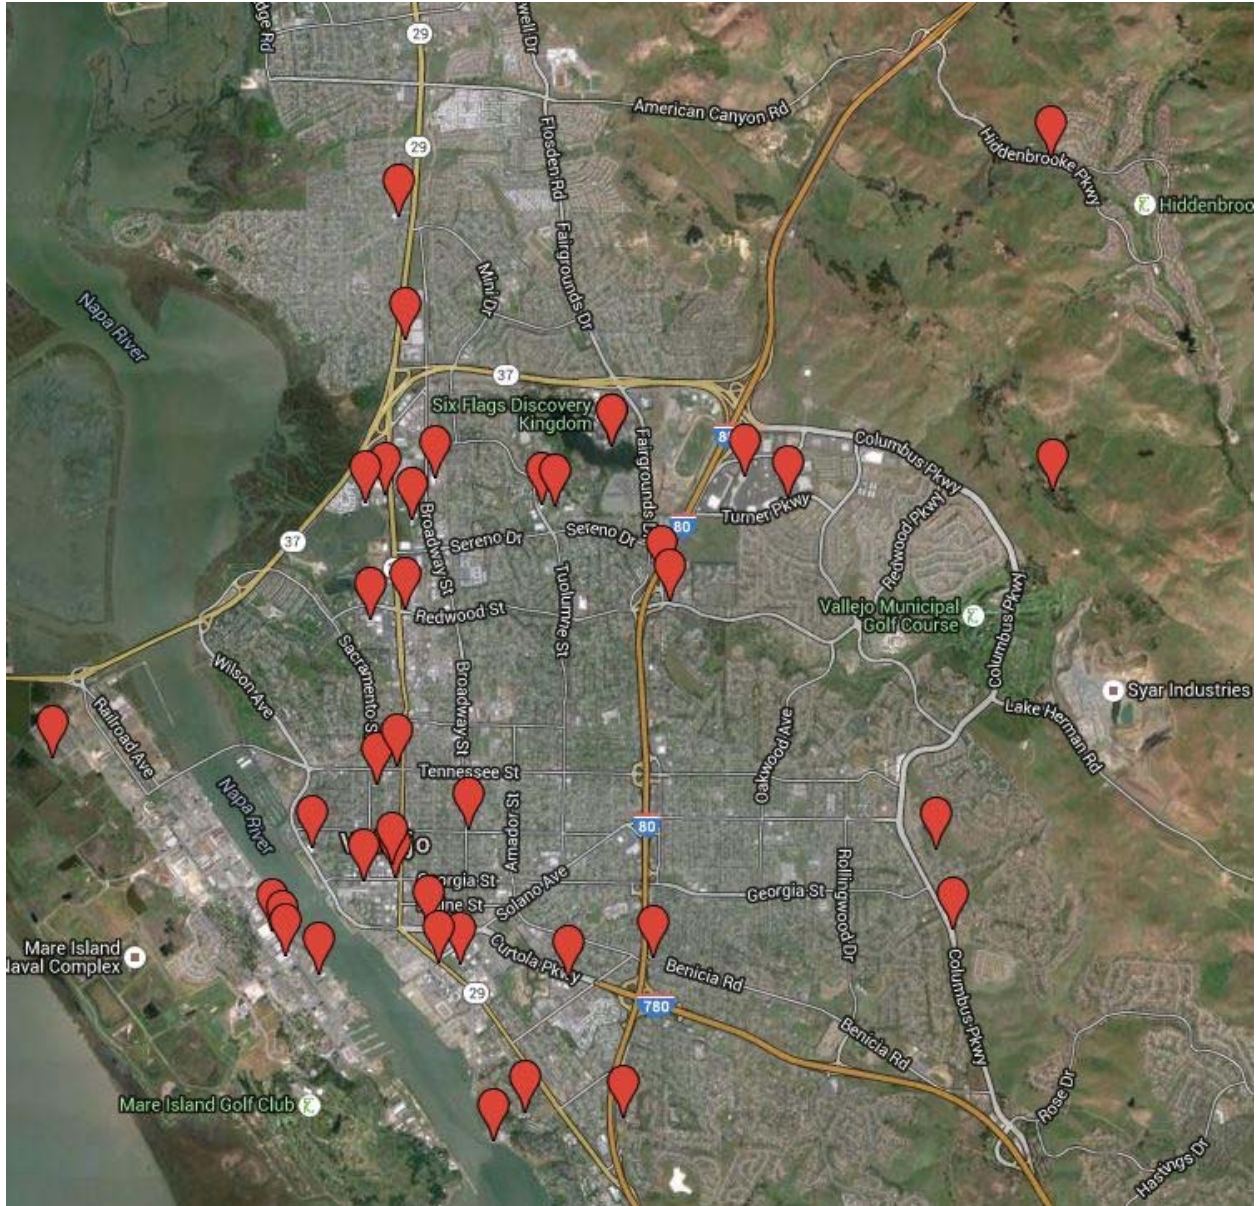 29
American Canyon Rd
29
Flosden Rd
Hiddenbrooke Pkwy
Hiddenbroo
Fairgrounds Dr
Mini Dr
Napa River
37
Six Flags Discovery
Kingdom
Fairgrounds
80
Columbus Pkwy
Turner Pkwy
Redwood Pkwy
37
Broadway St
Sereno Dr
Sereno Dr
Tuolumne St
Redwood St
Vallejo Municipal
Golf Course
Columbus Pkwy
Wilson Ave
Sacramento S
Broadway St
Railroad Ave
Syar Industries
Lake Herman Rd
Oakwood Ave
Tennessee St
Napa River
Amador St
80
orgia St
ine St
Solano Ave
Georgia St
Rollingwood Dr
Mare Island
Naval Complex
29
Curtola Pkwy
Benicia Rd
780
Benicia Rd
Columbus Pkwy
Rose Dr
Mare Island Golf Club
Hastings Dr